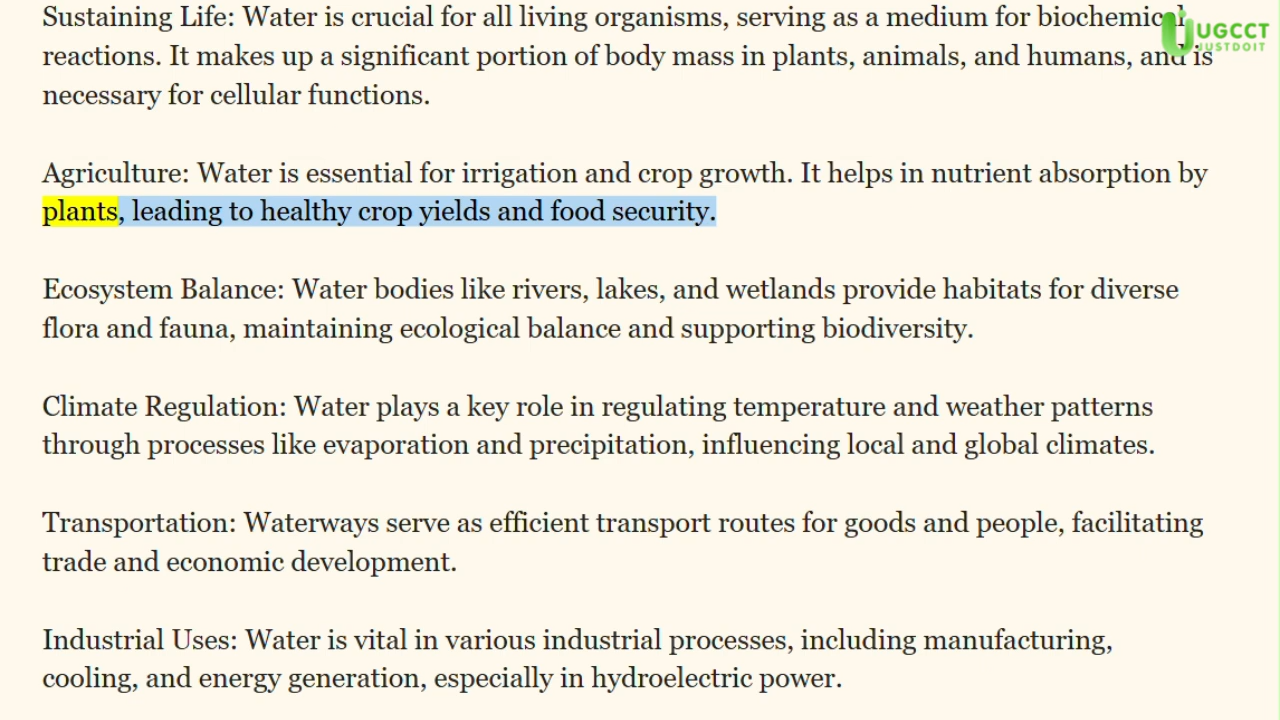 Sustaining Life: Water is crucial for all living organisms, serving as a medium for biochemical
reactions. It makes up a significant portion of body mass in plants, animals, and humans, and is
necessary for cellular functions.
Agriculture: Water is essential for irrigation and crop growth. It helps in nutrient absorption by
plants, leading to healthy crop yields and food security.
Ecosystem Balance: Water bodies like rivers, lakes, and wetlands provide habitats for diverse
flora and fauna, maintaining ecological balance and supporting biodiversity.
Climate Regulation: Water plays a key role in regulating temperature and weather patterns
through processes like evaporation and precipitation, influencing local and global climates.
Transportation: Waterways serve as efficient transport routes for goods and people, facilitating
trade and economic development.
Industrial Uses: Water is vital in various industrial processes, including manufacturing,
cooling, and energy generation, especially in hydroelectric power.
UGCCT
JUSTDOIT